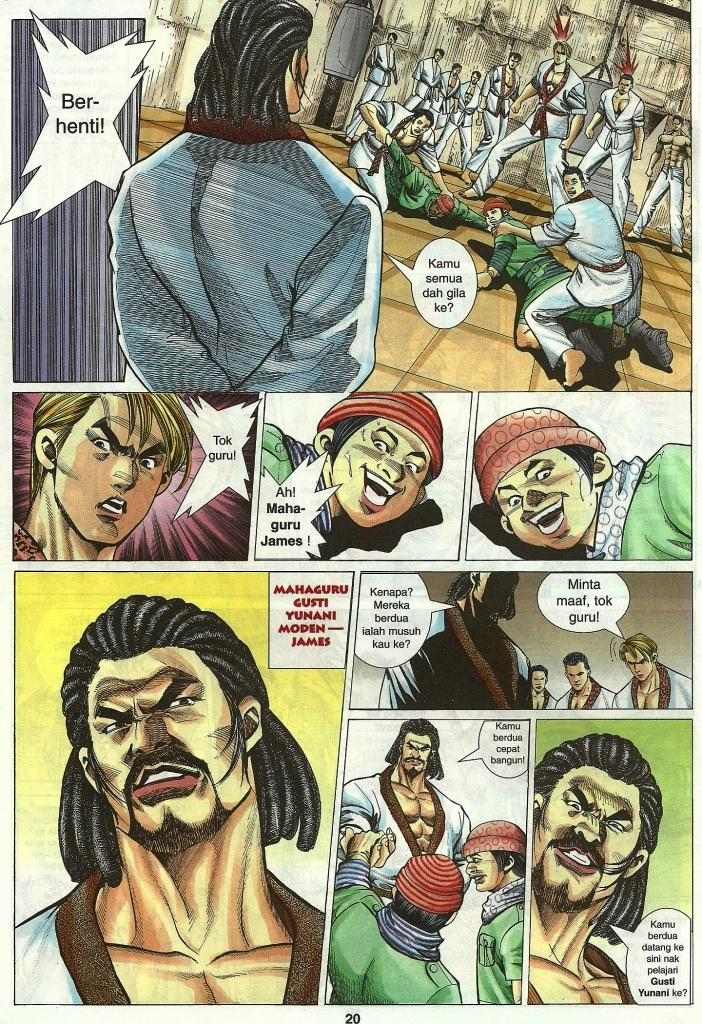 Ber-
henti!
Kamu
semua
dah gila
ke?
Tok
guru!
Ah!
Maha-
guru
James !
MAHAGURU
GUSTI
YUNANI
MODEN —
JAMES
Kenapa?
Mereka
berdua
ialah musuh
kau ke?
Minta
maaf, tok
guru!
Kamu
berdua
cepat
bangun!
Kamu
berdua
datang ke
sini nak
pelajari
Gusti
Yunani ke?
20